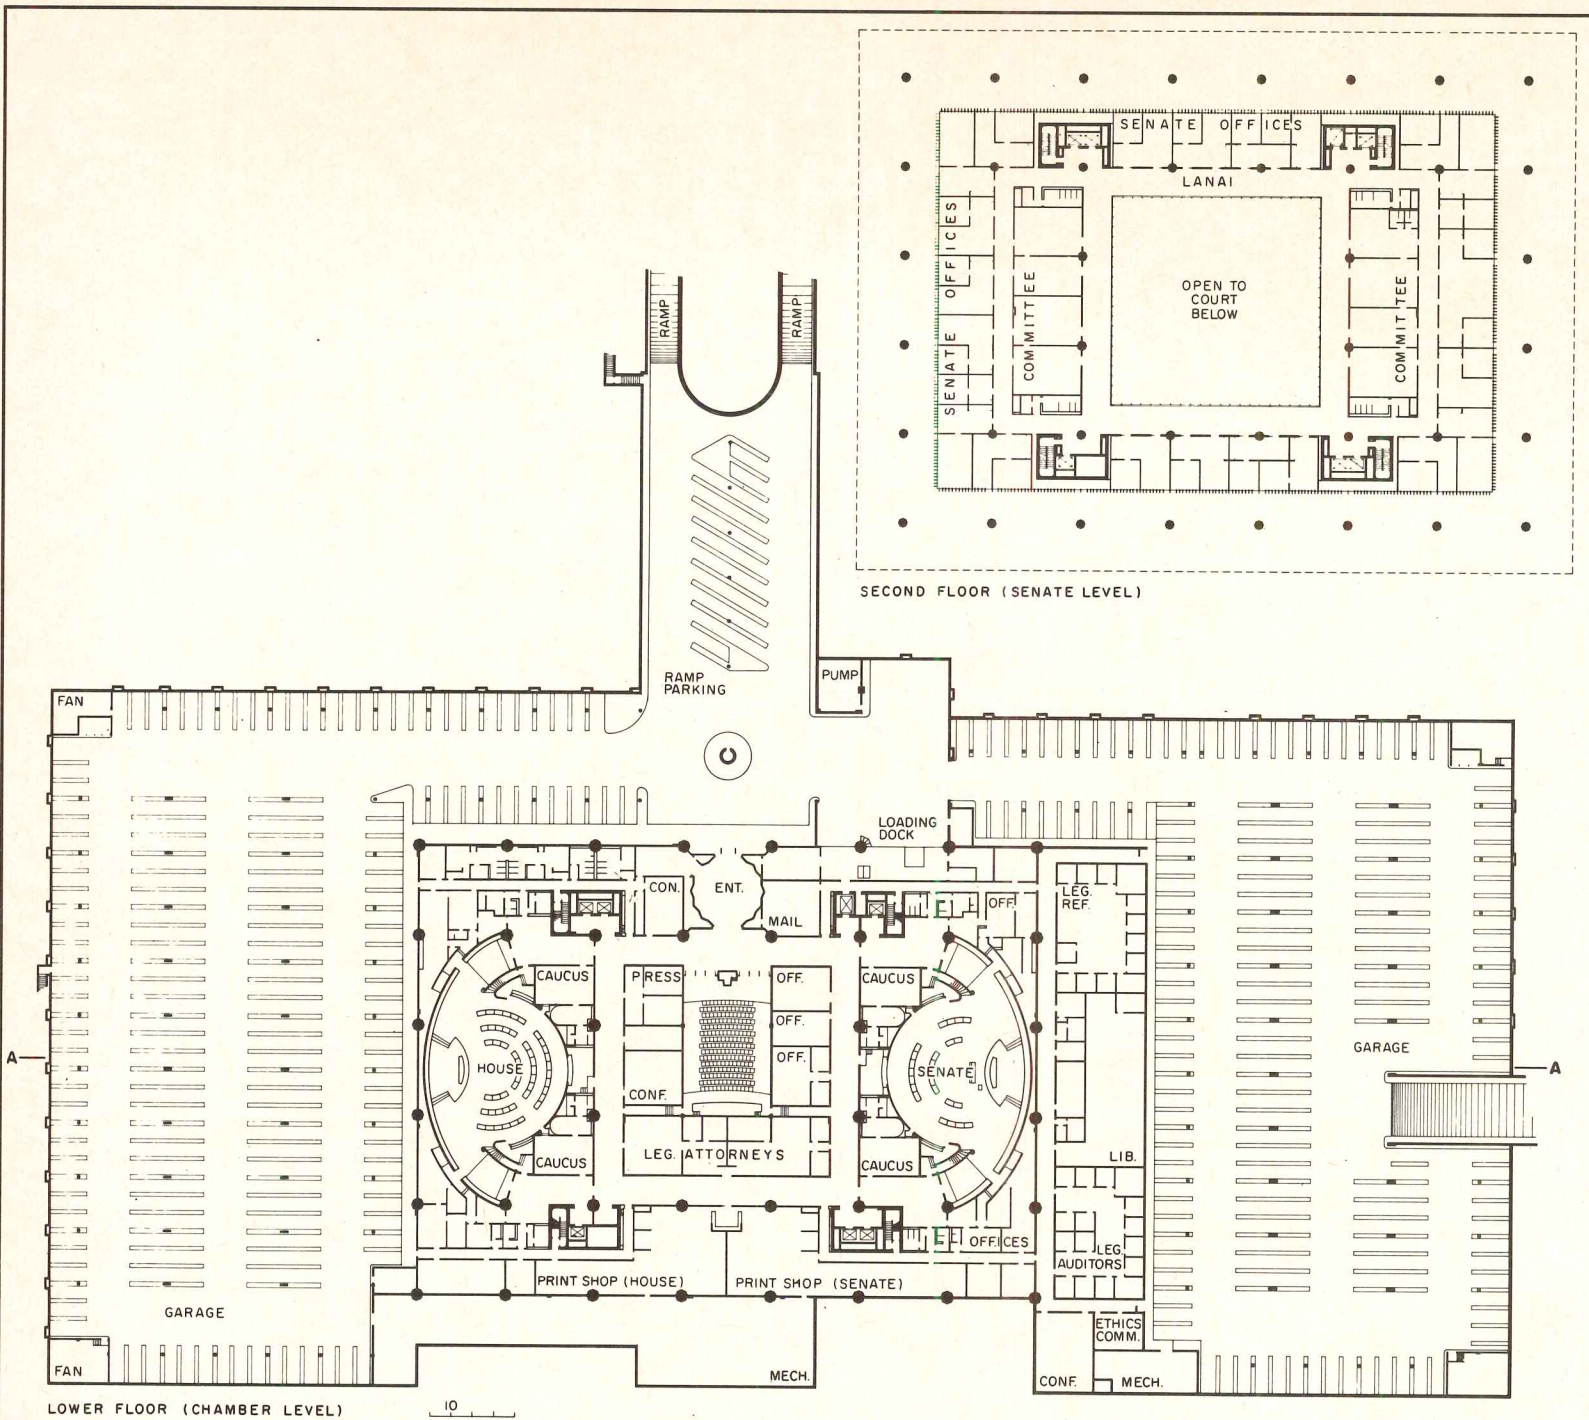 SENATE OFFICES
LANAI
SENATE OFFICES
COMMITTEE
OPEN TO
COURT
BELOW
COMMITTEE
SECOND FLOOR (SENATE LEVEL)
RAMP
RAMP
RAMP
PARKING
PUMP
FAN
LOADING
DOCK
CON.
ENT.
MAIL
OFF.
LEG.
REF.
CAUCUS
PRESS
OFF.
CAUCUS
OFF.
A
HOUSE
OFF.
SENATE
GARAGE
A
CONF.
CAUCUS
LEG. ATTORNEYS
CAUCUS
LIB.
OFFICES
LEG.
AUDITORS
PRINT SHOP (HOUSE)
PRINT SHOP (SENATE)
GARAGE
ETHICS
COMM.
FAN
MECH.
CONF.
MECH.
LOWER FLOOR (CHAMBER LEVEL)
10